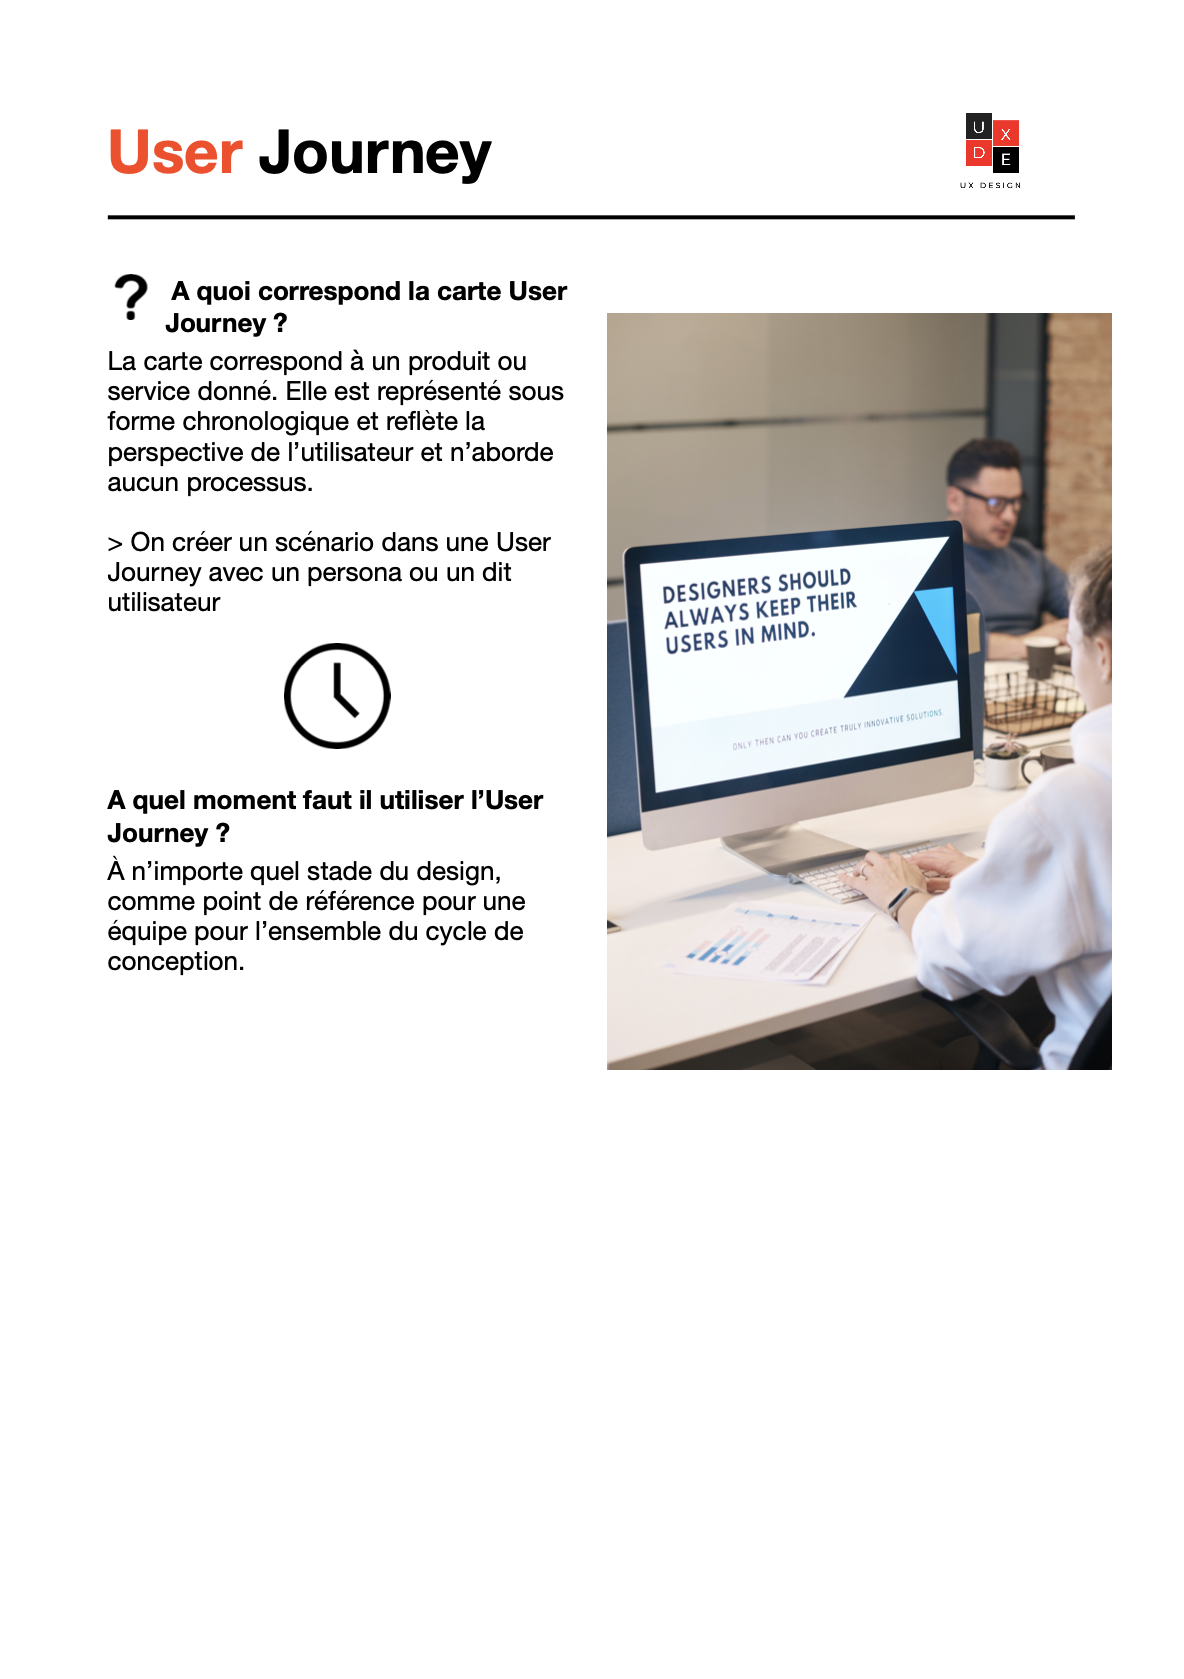 User Journey
U
X
D
E
UX DESIGN
?
A quoi correspond la carte User
Journey ?
La carte correspond à un produit ou
service donné. Elle est représenté sous
forme chronologique et reflète la
perspective de l’utilisateur et n’aborde
aucun processus.
> On créer un scénario dans une User
Journey avec un persona ou un dit
utilisateur
A quel moment faut il utiliser l’User
Journey ?
À n’importe quel stade du design,
comme point de référence pour une
équipe pour l’ensemble du cycle de
conception.
DESIGNERS SHOULD
ALWAYS KEEP THEIR
USERS IN MIND.
ONLY THEN CAN YOU CREATE TRULY INNOVATIVE SOLUTIONS.